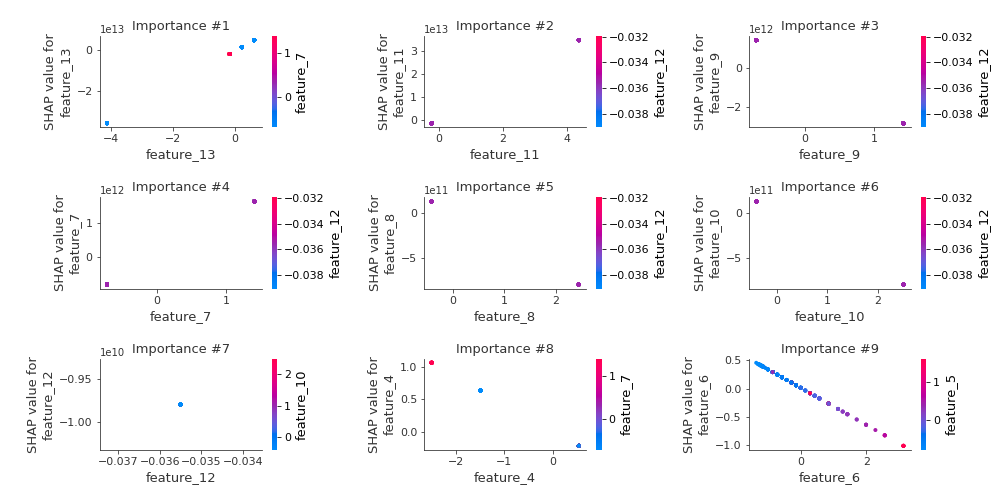 Importance #1
1e13
0
−2
SHAP value for
feature_13
−4
−2
0
feature_13
1
0
feature_7
Importance #2
1e13
3
2
1
0
SHAP value for
feature_11
0
2
4
feature_11
−0.032
−0.034
−0.036
−0.038
feature_12
Importance #3
1e12
0
−2
SHAP value for
feature_9
0
1
feature_9
−0.032
−0.034
−0.036
−0.038
feature_12
Importance #4
1e12
1
0
SHAP value for
feature_7
0
1
feature_7
−0.032
−0.034
−0.036
−0.038
feature_12
Importance #5
1e11
0
−5
SHAP value for
feature_8
0
1
2
feature_8
−0.032
−0.034
−0.036
−0.038
feature_12
Importance #6
1e11
0
−5
SHAP value for
feature_10
0
1
2
feature_10
−0.032
−0.034
−0.036
−0.038
feature_12
Importance #7
1e10
−0.95
−1.00
SHAP value for
feature_12
−0.037
−0.036
−0.035
−0.034
feature_12
2
1
0
feature_10
Importance #8
1.0
0.5
0.0
SHAP value for
feature_4
−2
−1
0
feature_4
1
0
feature_7
Importance #9
0.5
0.0
−0.5
−1.0
SHAP value for
feature_6
0
2
feature_6
1
0
feature_5